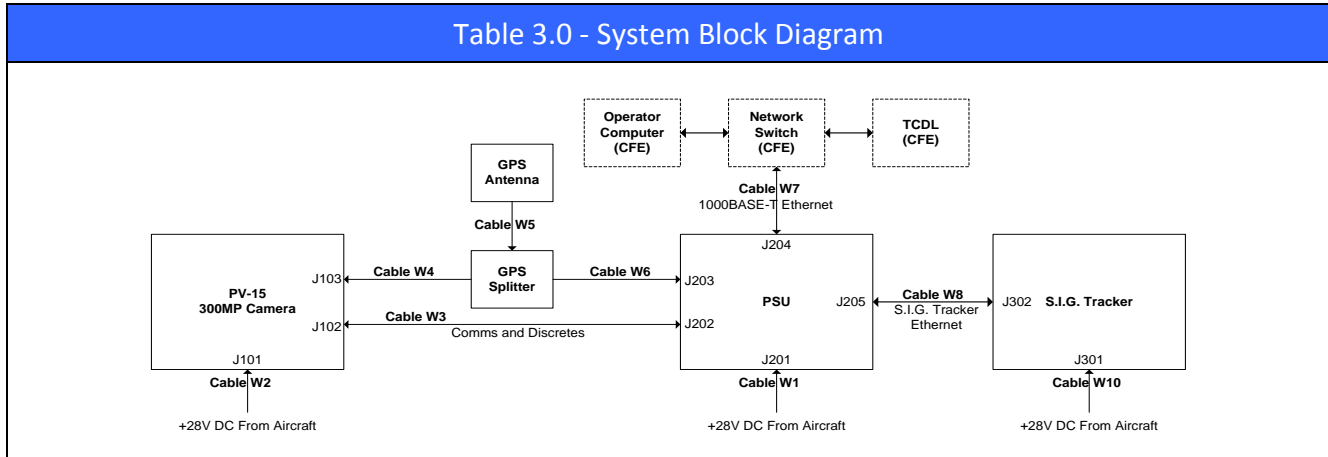 Table 3.0 - System Block Diagram
Operator
Computer
(CFE)
Network
Switch
(CFE)
TCDL
(CFE)
GPS
Antenna
Cable W7
1000BASE-T Ethernet
Cable W5
J204
J103
Cable W4
GPS
Splitter
Cable W6
J203
PV-15
300MP Camera
PSU
J205
Cable W8
S.I.G. Tracker
Ethernet
J302
S.I.G. Tracker
J102
Cable W3
Comms and Discretes
J202
J101
Cable W2
+28V DC From Aircraft
J201
Cable W1
+28V DC From Aircraft
J301
Cable W10
+28V DC From Aircraft